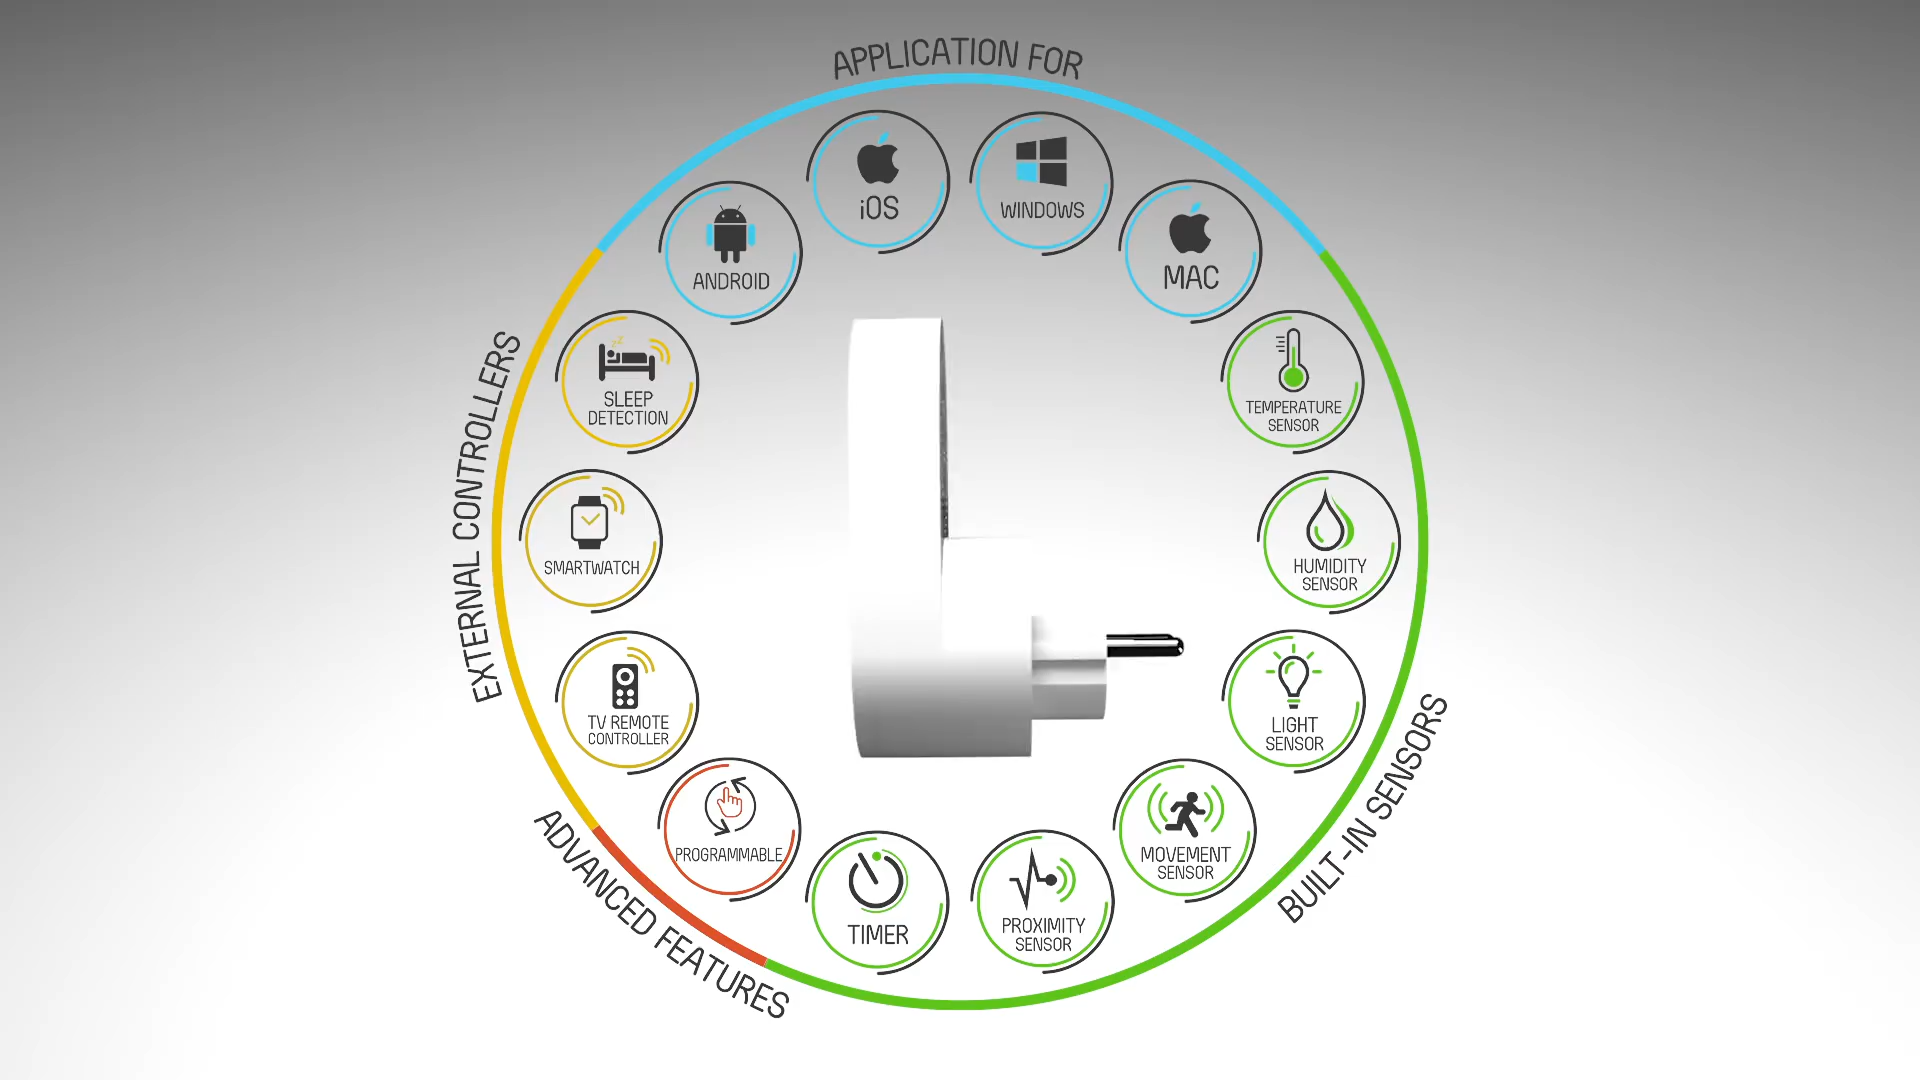 APPLICATION FOR
iOS
WINDOWS
ANDROID
MAC
EXTERNAL CONTROLLERS
SLEEP
DETECTION
TEMPERATURE
SENSOR
SMARTWATCH
HUMIDITY
SENSOR
TV REMOTE
CONTROLLER
LIGHT
SENSOR
BUILT-IN SENSORS
PROGRAMMABLE
MOVEMENT
SENSOR
ADVANCED FEATURES
TIMER
PROXIMITY
SENSOR